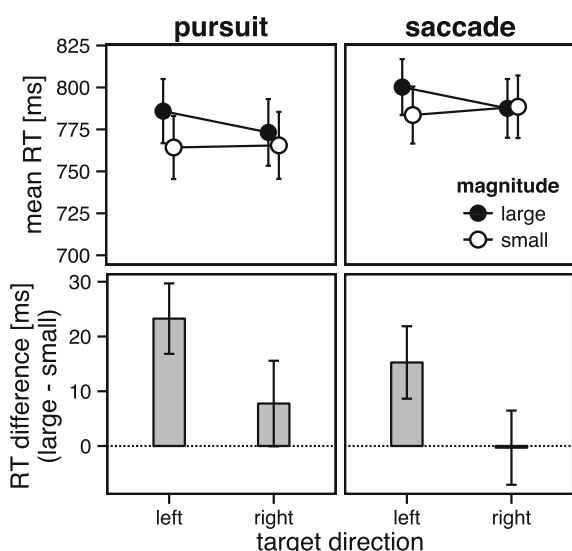 pursuit
saccade
mean RT [ms]
825
800
775
750
725
700
magnitude
large
small
RT difference [ms]
(large - small)
30
20
10
0
left
right
left
right
target direction